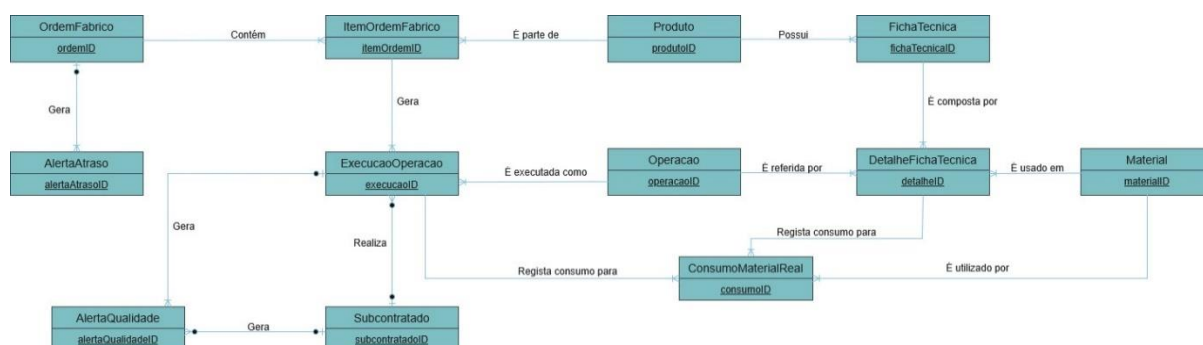 OrdemFabrico
ordemID
Contém
ItemOrdemFabrico
itemOrdemID
È parte de
Produto
produtoID
Possui
FichaTecnica
fichaTecnicaID
Gera
Gera
È composta por
AlertaAtraso
alertaAtrasoID
ExecucaoOperacao
execucaoID
È executada como
Operacao
operacaoID
È referida por
DetalheFichaTecnica
detalheID
È usado em
Material
materialID
Gera
Realiza
Regista consumo para
Regista consumo para
ConsumoMaterialReal
consumoID
È utilizado por
AlertaQualidade
alertaQualidadeID
Gera
Subcontratado
subcontratadoID